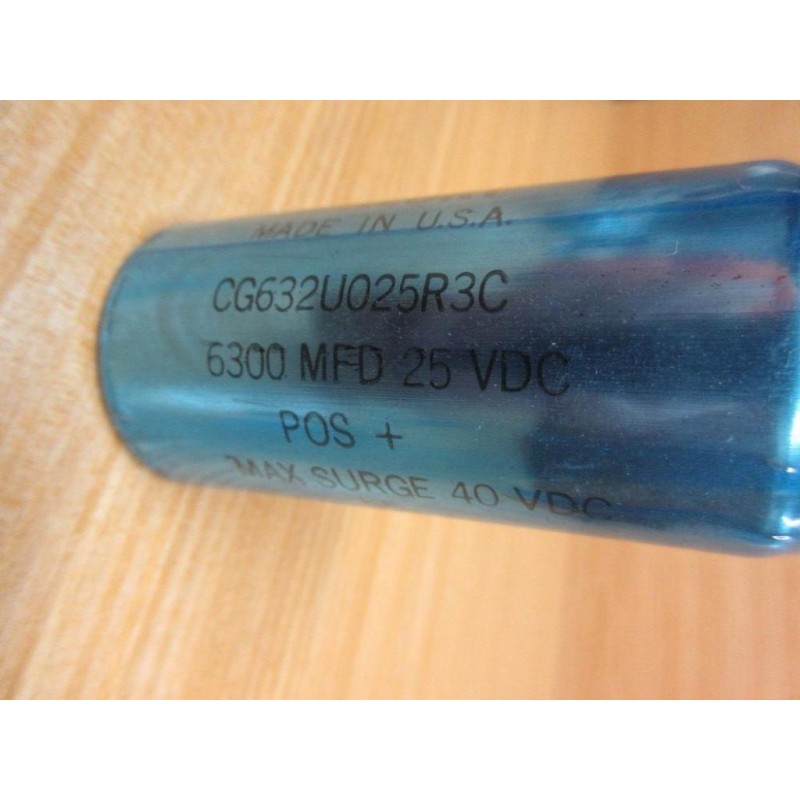 MADE IN U.S.A.
CG632U025R3C
6300 MFD 25 VDC
POS +
MAX SURGE 40 VDC